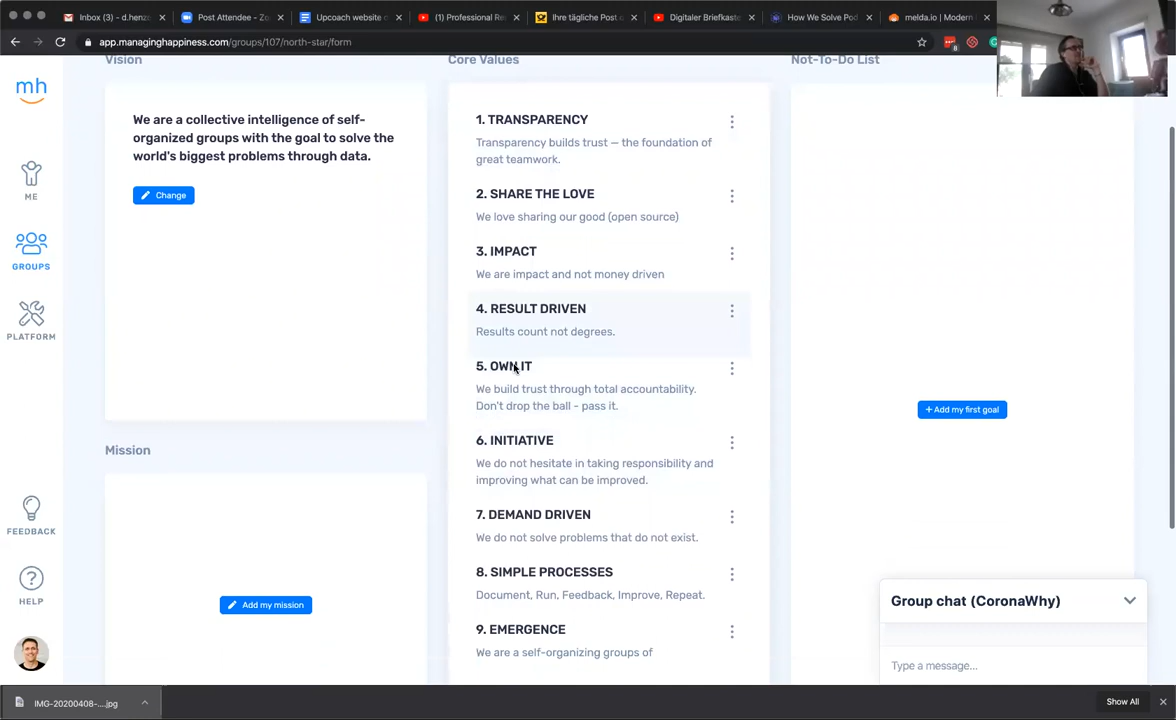 Inbox (3) - d.henz
Post Attendee - Ze
Upcoach website
(1) Professional Re
Ihre tägliche Post
Digitaler Briefkaste
How We Solve Pod
melda.io | Modern
app.managinghappiness.com/groups/107/north-star/form
mh
ME
GROUPS
PLATFORM
FEEDBACK
HELP
Vision
We are a collective intelligence of self-
organized groups with the goal to solve the
world's biggest problems through data.
Change
Mission
Add my mission
Core Values
1. TRANSPARENCY
Transparency builds trust — the foundation of
great teamwork.
2. SHARE THE LOVE
We love sharing our good (open source)
3. IMPACT
We are impact and not money driven
4. RESULT DRIVEN
Results count not degrees.
5. OWN IT
We build trust through total accountability.
Don't drop the ball - pass it.
6. INITIATIVE
We do not hesitate in taking responsibility and
improving what can be improved.
7. DEMAND DRIVEN
We do not solve problems that do not exist.
8. SIMPLE PROCESSES
Document, Run, Feedback, Improve, Repeat.
9. EMERGENCE
We are a self-organizing groups of
Not-To-Do List
+ Add my first goal
Group chat (CoronaWhy)
Type a message...
IMG-20200408-....jpg
Show All